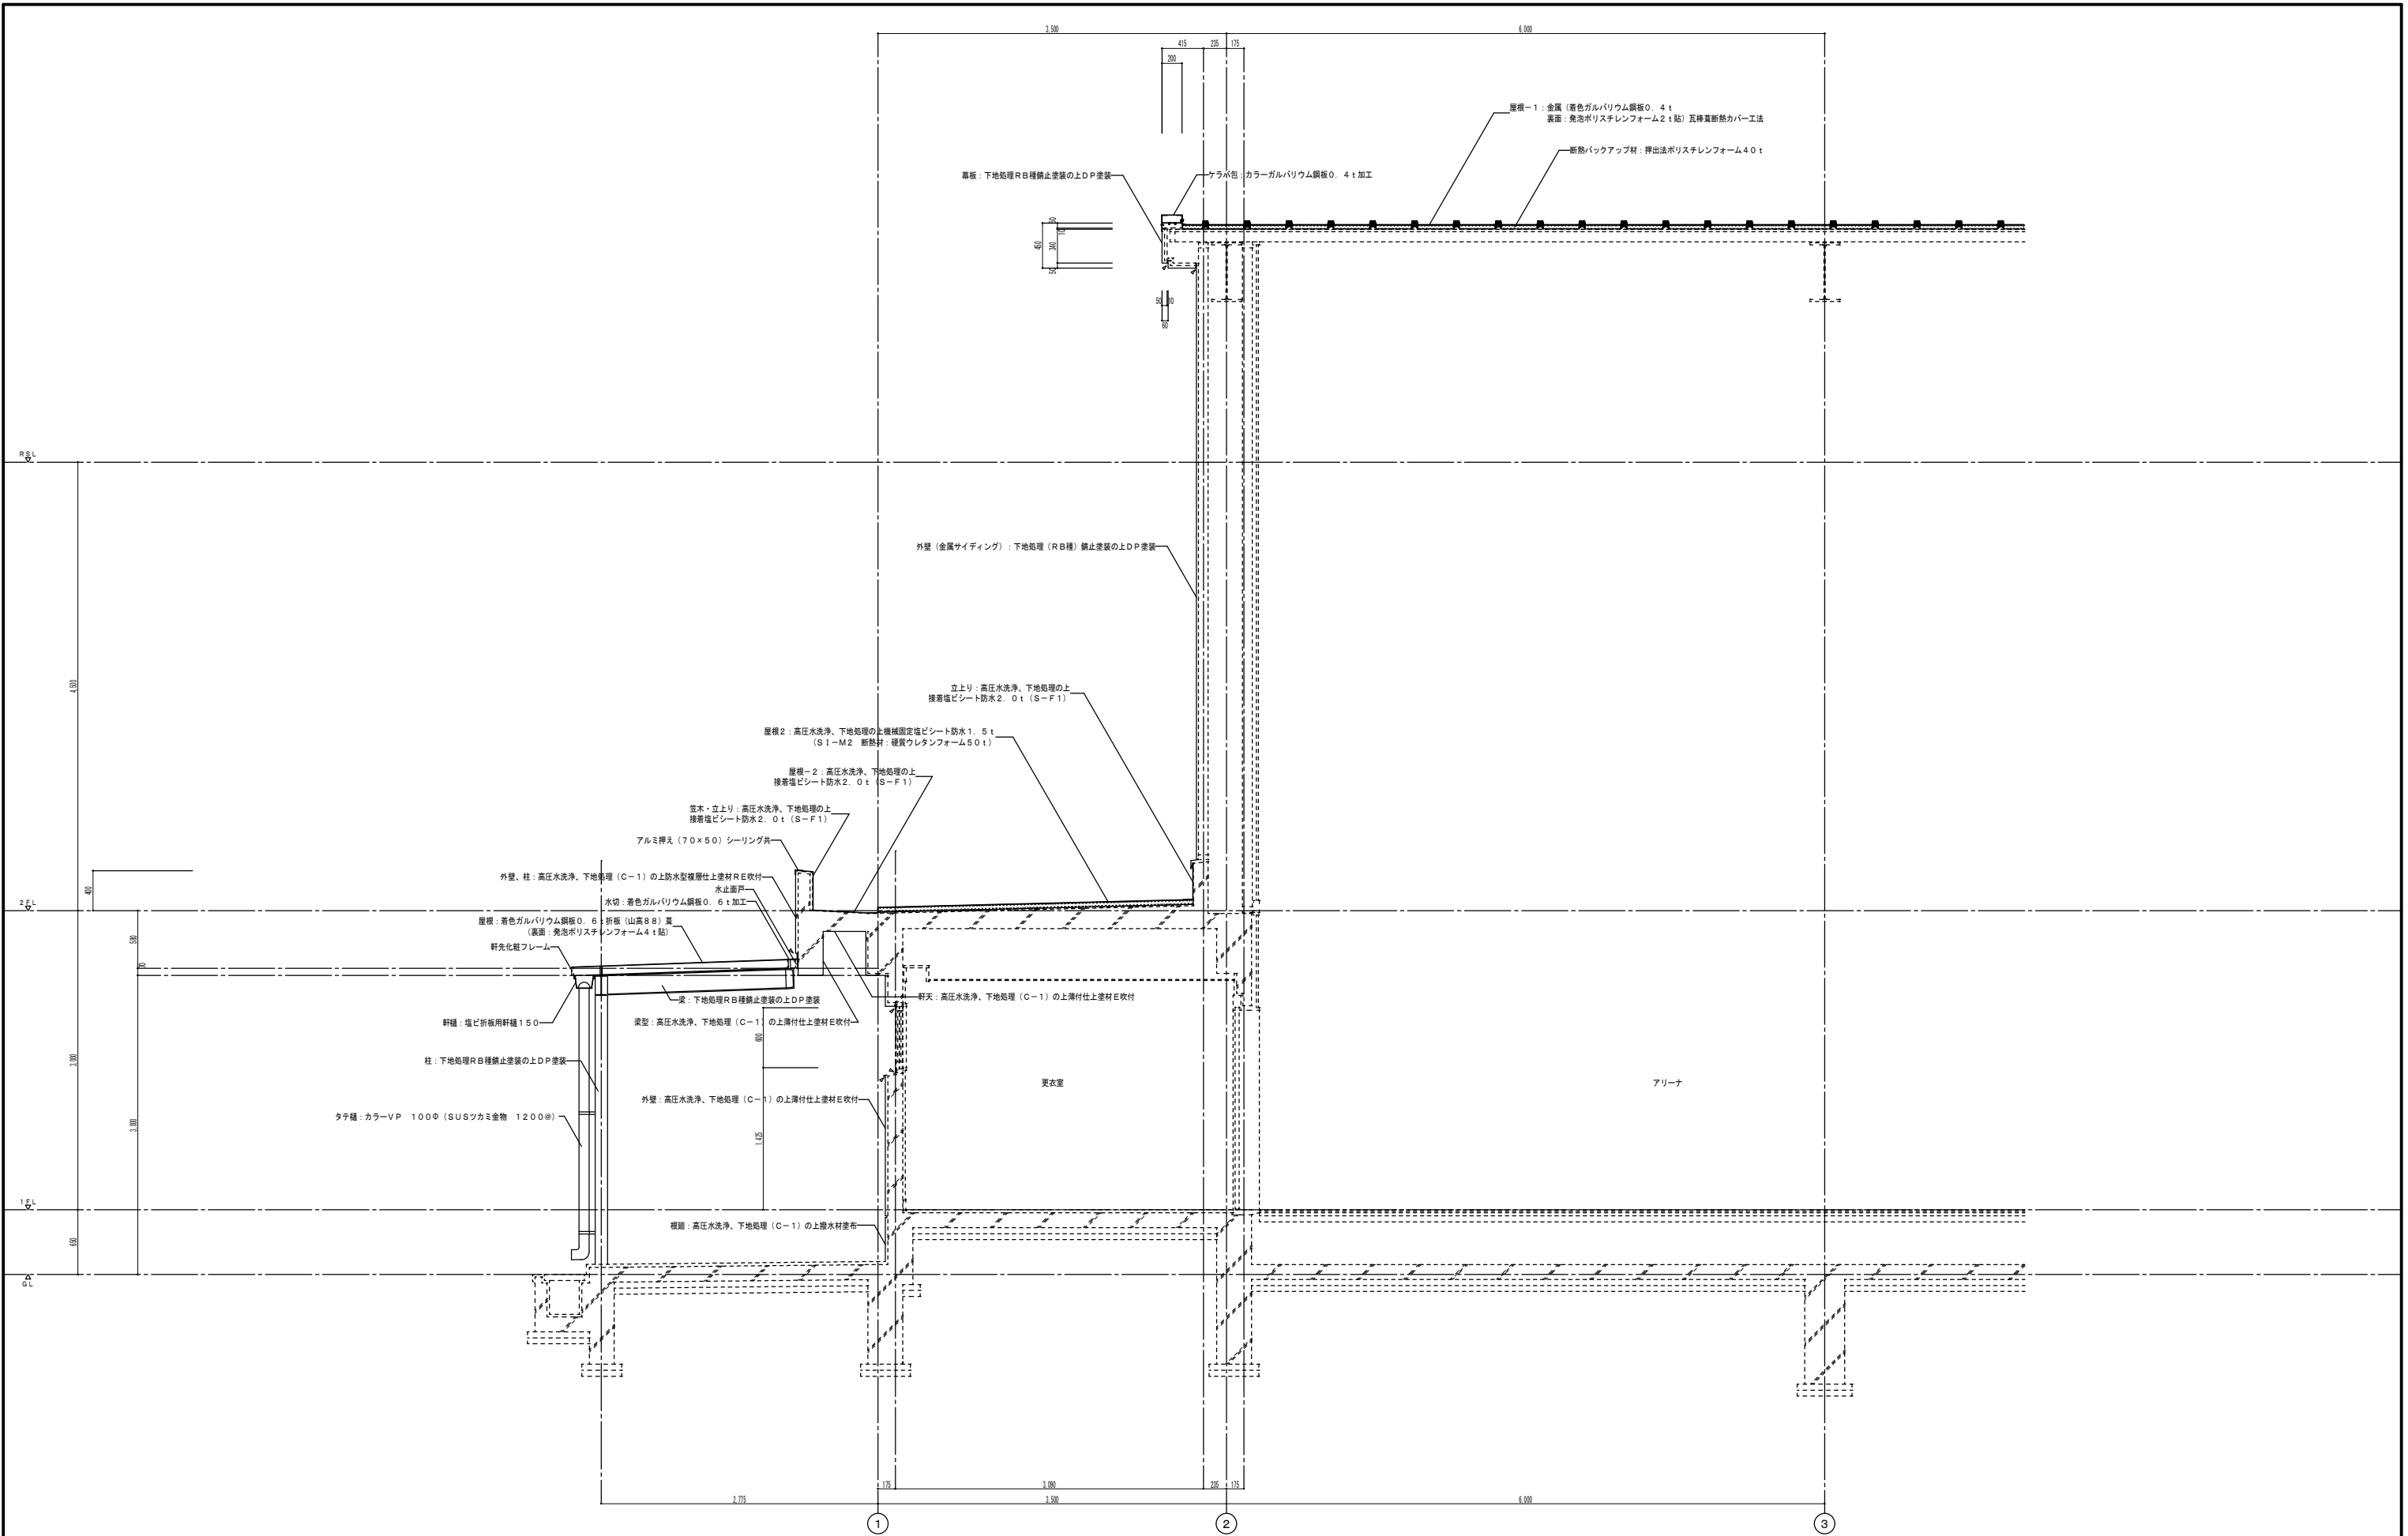 3,500
6,000
415
235
175
200
屋根－1：金属（着色ガルバリウム鋼板0．4ｔ
裏面：発泡ポリスチレンフォーム2ｔ貼）瓦棒葺断熱カバー工法
断熱バックアップ材：押出法ポリスチレンフォーム40ｔ
幕板：下地処理RB種錆止塗装の上DP塗装
ケラバ包：カラーガルバリウム鋼板0．4ｔ加工
50
10
450
340
50
50
10
60
RSL
外壁（金属サイディング）：下地処理（RB種）錆止塗装の上DP塗装
4,500
立上り：高圧水洗浄、下地処理の上
接着塩ビシート防水2．0ｔ（S－F1）
屋根2：高圧水洗浄、下地処理の上機械固定塩ビシート防水1．5ｔ
（SI－M2　断熱材：硬質ウレタンフォーム50ｔ）
屋根－2：高圧水洗浄、下地処理の上
接着塩ビシート防水2．0ｔ（S－F1）
笠木・立上り：高圧水洗浄、下地処理の上
接着塩ビシート防水2．0ｔ（S－F1）
アルミ押え（70×50）シーリング共
外壁、柱：高圧水洗浄、下地処理（C－1）の上防水型複層仕上塗材RE吹付
400
水止面戸
2FL
水切：着色ガルバリウム鋼板0．6ｔ加工
屋根：着色ガルバリウム鋼板0．6ｔ折板（山高88）葺
（裏面：発泡ポリスチレンフォーム4ｔ貼）
580
軒先化粧フレーム
70
梁：下地処理RB種錆止塗装の上DP塗装
軒天：高圧水洗浄、下地処理（C－1）の上薄付仕上塗材E吹付
軒樋：塩ビ折板用軒樋150
梁型：高圧水洗浄、下地処理（C－1）の上薄付仕上塗材E吹付
600
3,000
柱：下地処理RB種錆止塗装の上DP塗装
更衣室
アリーナ
外壁：高圧水洗浄、下地処理（C－1）の上薄付仕上塗材E吹付
タテ樋：カラーVP　100Φ（SUSツカミ金物　1200@）
3,000
1,425
1FL
根廻：高圧水洗浄、下地処理（C－1）の上撥水材塗布
650
GL
175
3,090
235
175
2,775
3,500
6,000
1
2
3